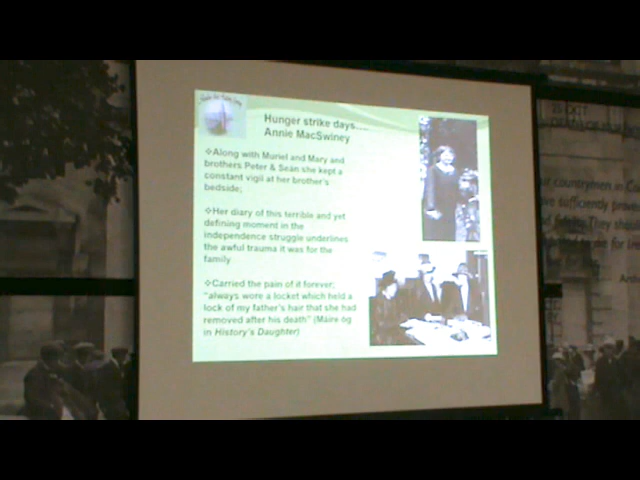 Hunger strike days....
Annie MacSwiney
❖Along with Muriel and Mary and
brothers Peter & Seán she kept a
constant vigil at her brother's
bedside;
❖Her diary of this terrible and yet
defining moment in the
independence struggle underlines
the awful trauma it was for the
family
❖Carried the pain of it forever;
"always wore a locket which held a
lock of my father's hair that she had
removed after his death" (Máire óg
in History's Daughter)
our countrymen in